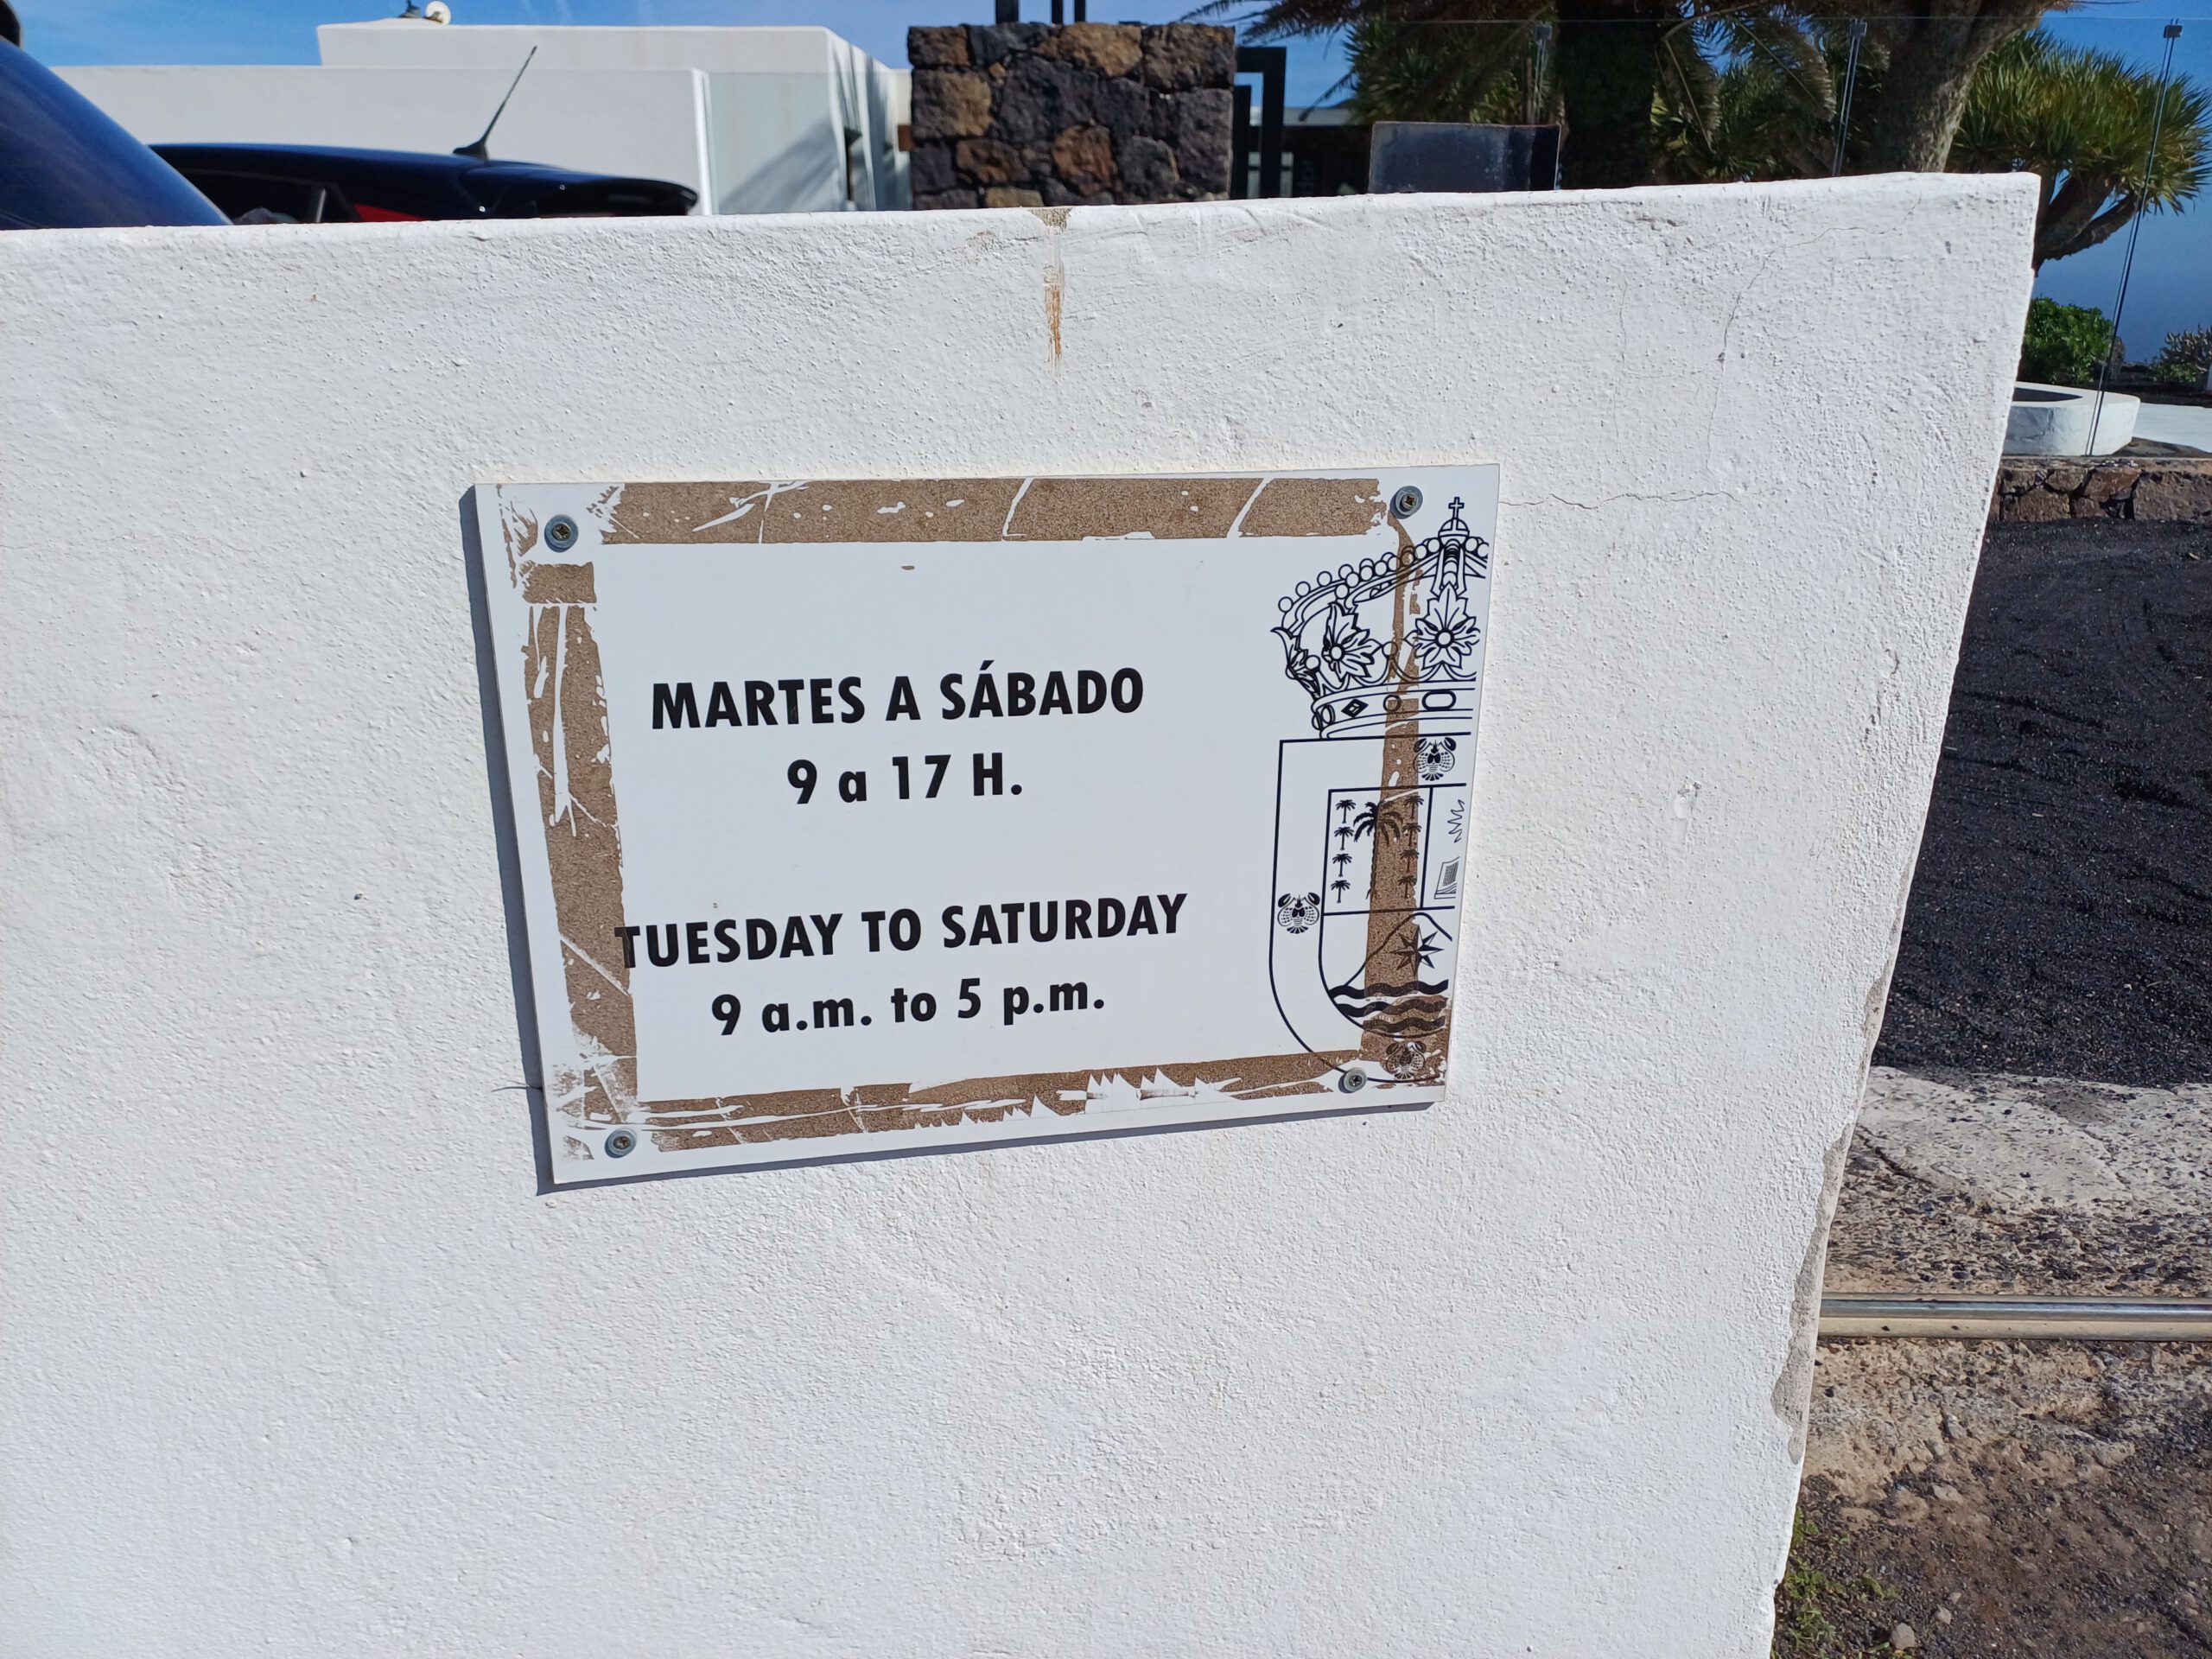 MARTES A SÁBADO
9 a 17 H.
TUESDAY TO SATURDAY
9 a.m. to 5 p.m.